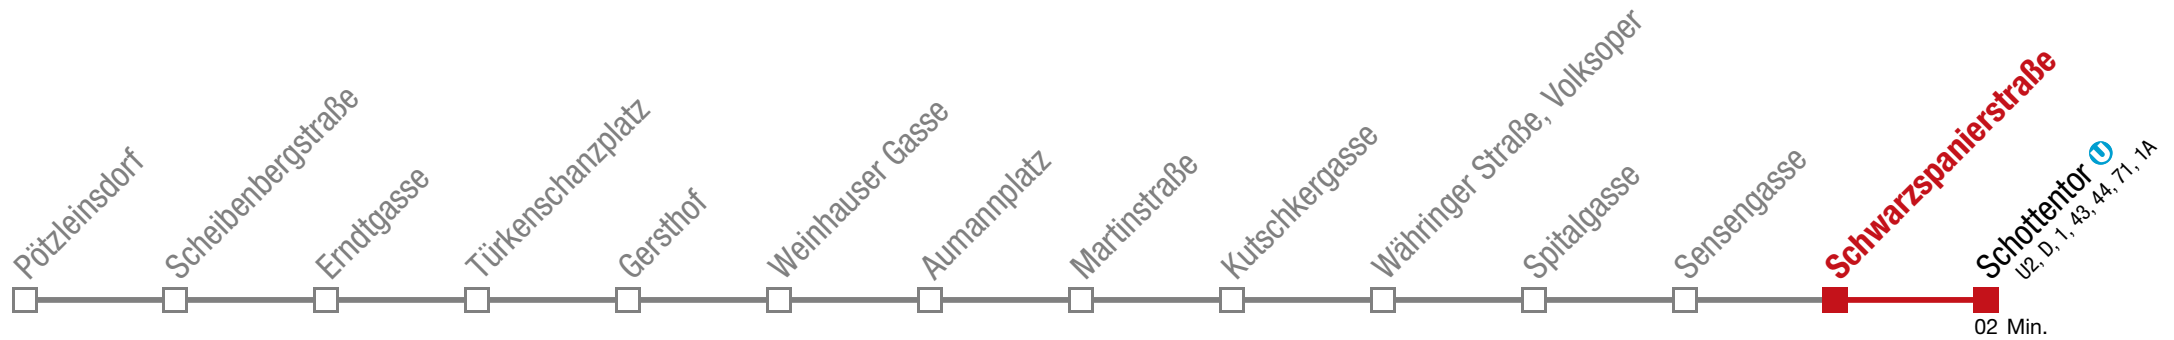 Pötzleinsdorf
Scheibenbergstraße
Erndtgasse
Türkenschanzplatz
Gersthof
Weinhauser Gasse
Aumannplatz
Martinstraße
Kutschkergasse
Währinger Straße, Volksoper
Spitalgasse
Sensengasse
Schwarzspanierstraße
Schottentor U
U2, D, 1, 43, 44, 71, 1A
02 Min.